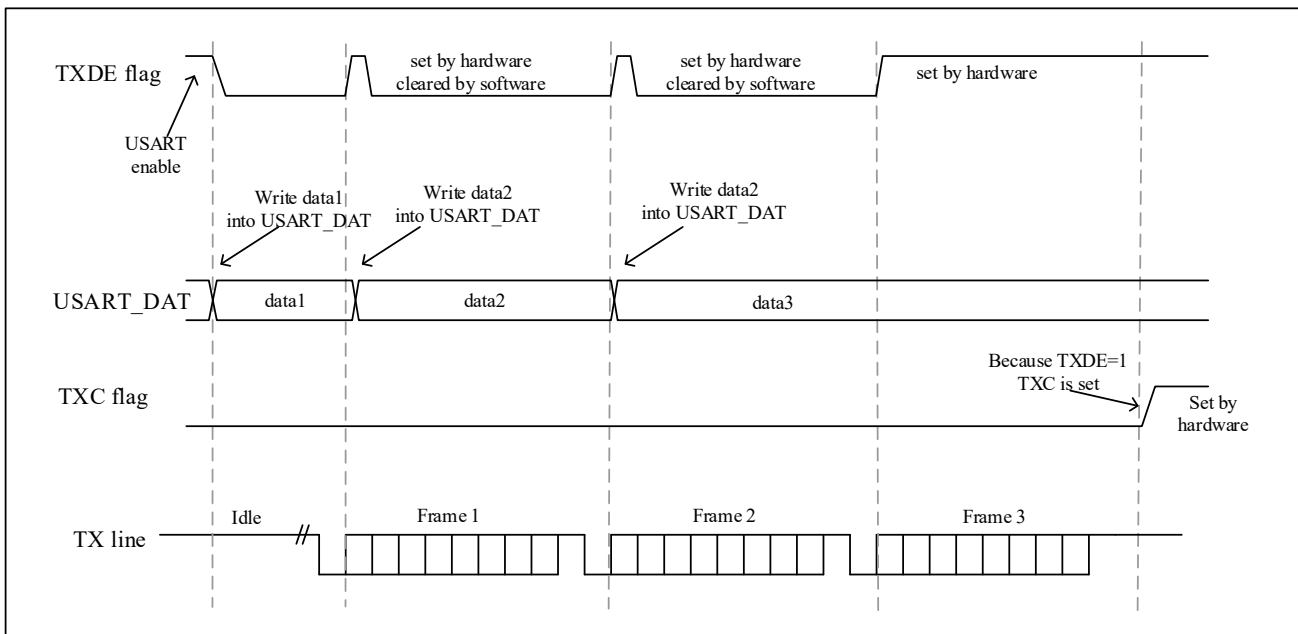 TXDE flag
set by hardware
cleared by software
set by hardware
cleared by software
set by hardware
USART
enable
Write data1
into USART_DAT
Write data2
into USART_DAT
Write data2
into USART_DAT
USART_DAT
data1
data2
data3
Because TXDE=1
TXC is set
TXC flag
Set by
hardware
Idle
Frame 1
Frame 2
Frame 3
TX line